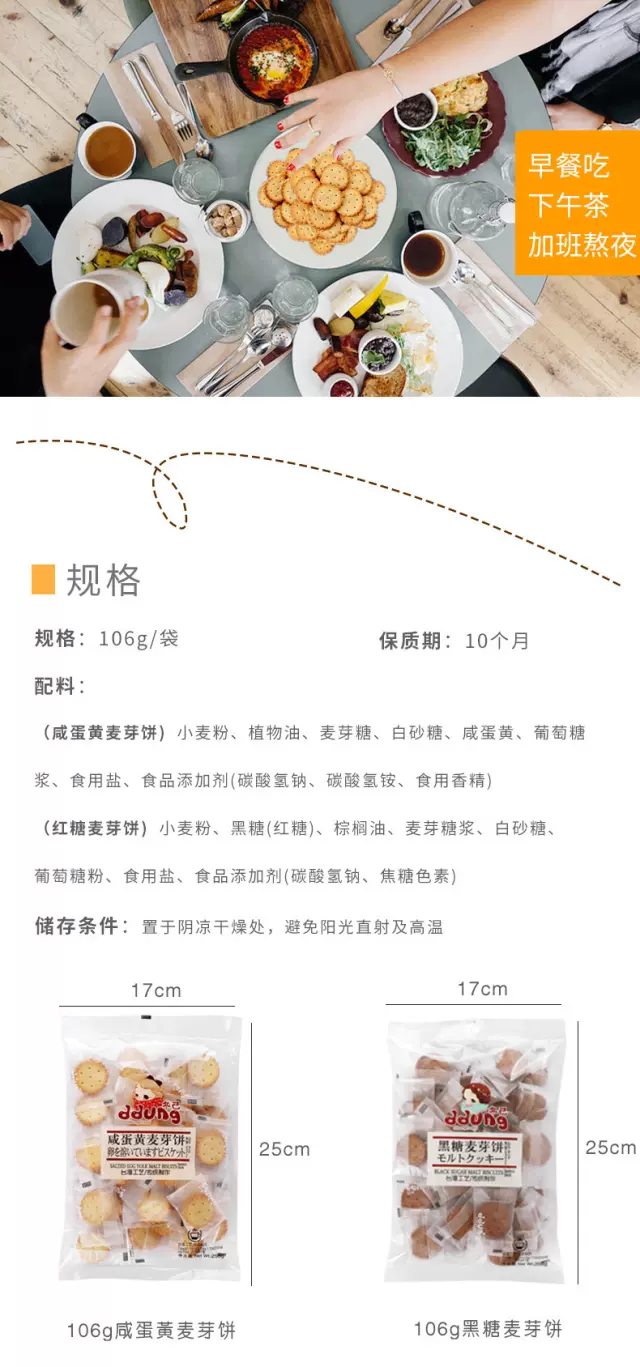 早餐吃
下午茶
加班熬夜
规格
规格：106g/袋
保质期：10个月
配料：
（咸蛋黄麦芽饼）小麦粉、植物油、麦芽糖、白砂糖、咸蛋黄、葡萄糖
浆、食用盐、食品添加剂(碳酸氢钠、碳酸氢铵、食用香精)
（红糖麦芽饼）小麦粉、黑糖(红糖)、棕榈油、麦芽糖浆、白砂糖、
葡萄糖粉、食用盐、食品添加剂(碳酸氢钠、焦糖色素)
储存条件：置于阴凉干燥处，避免阳光直射及高温
17cm
17cm
ddung
咸蛋黄麦芽饼
卵を溶いていますビスケット
SALTED EGG YOLK MALT BISCUITS
台湾工艺/传统制作
25cm
ddung
黑糖麦芽饼
モルトクッキー
BLACK SUGAR MALT BISCUITS
台湾工艺/传统制作
25cm
106g咸蛋黃麦芽饼
106g黑糖麦芽饼